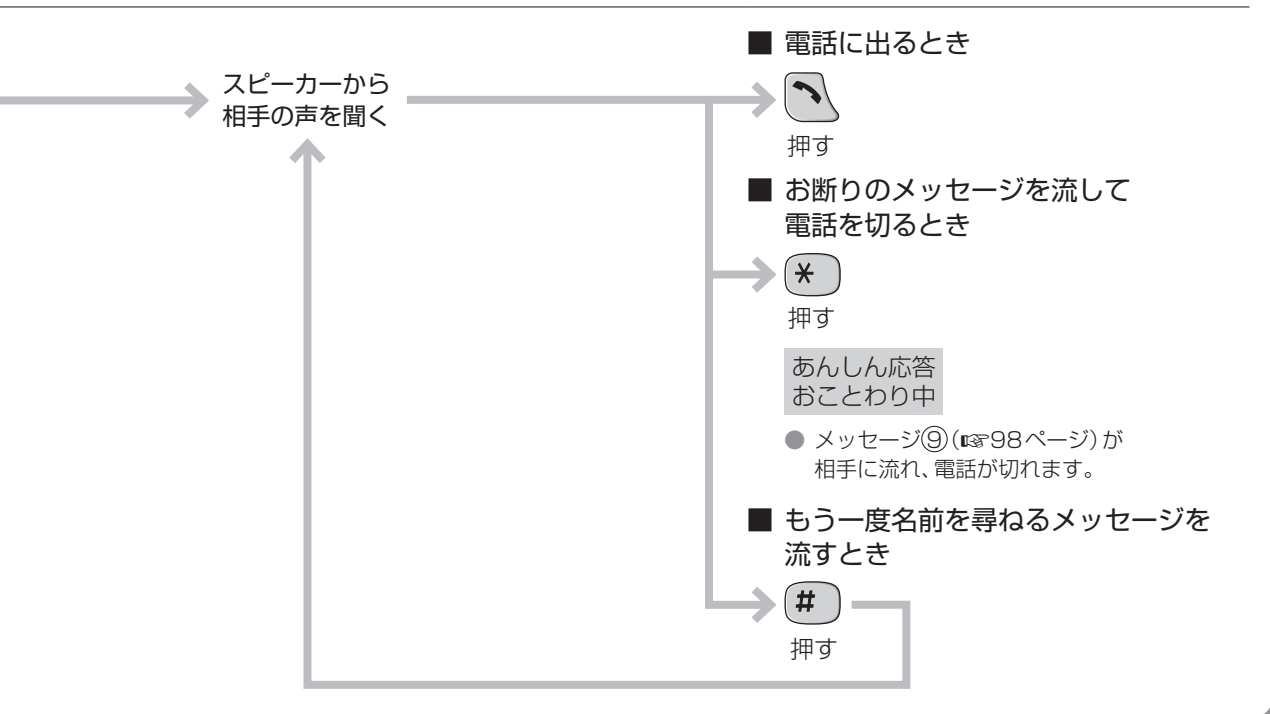 スピーカーから
相手の声を聞く
■ 電話に出るとき
押す
■ お断りのメッセージを流して
電話を切るとき
＊
押す
あんしん応答
おことわり中
● メッセージ⑨(☞98ページ)が
相手に流れ、電話が切れます。
■ もう一度名前を尋ねるメッセージを
流すとき
#
押す